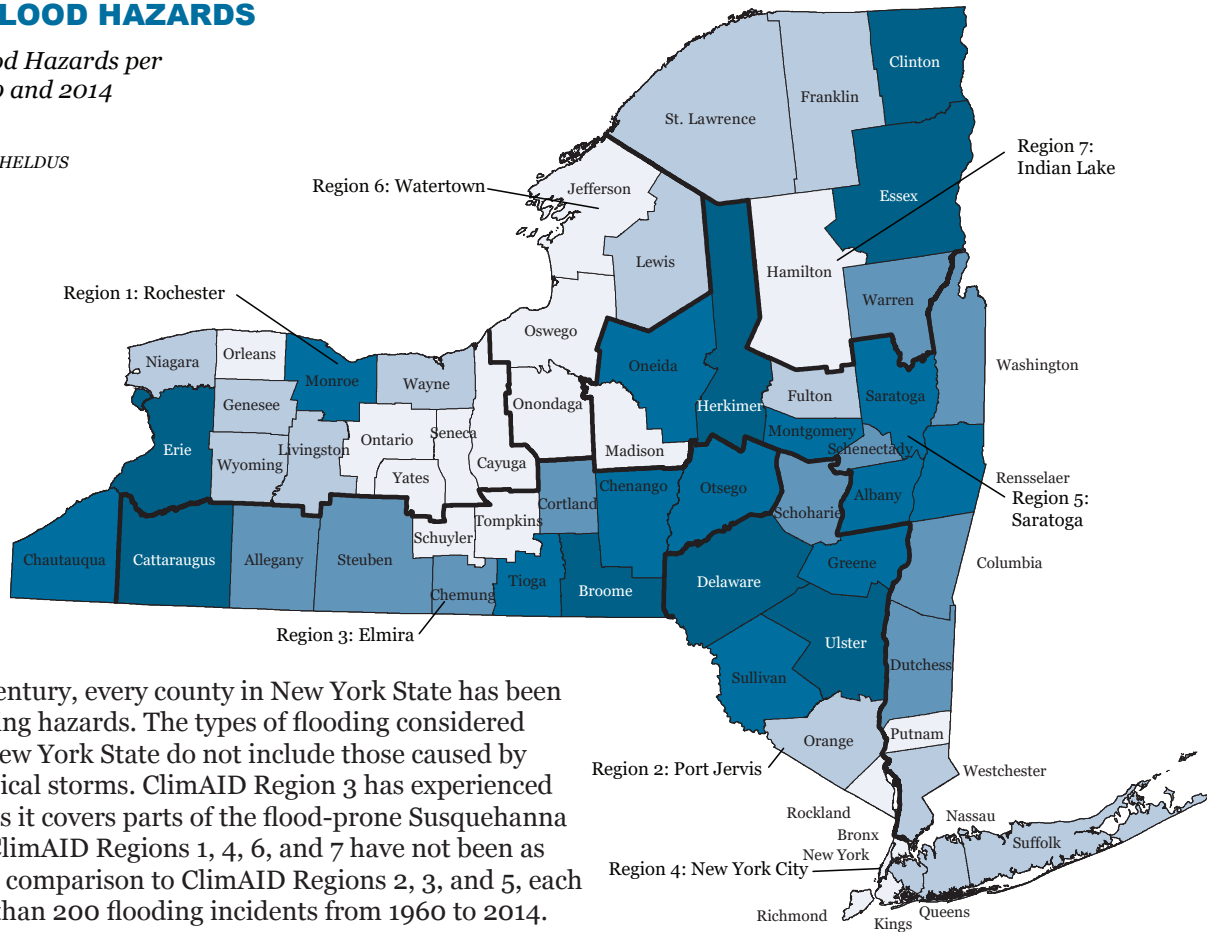 LOOD HAZARDS
od Hazards per
0 and 2014
HELDUS
Clinton
Franklin
St. Lawrence
Region 7:
Indian Lake
Region 6: Watertown
Jefferson
Essex
Lewis
Hamilton
Region 1: Rochester
Warren
Oswego
Niagara
Orleans
Washington
Monroe
Wayne
Oneida
Genesee
Onondaga
Fulton
Saratoga
Herkimer
Ontario
Seneca
Montgomery
Erie
Livingston
Madison
Schenectady
Wyoming
Cayuga
Yates
Rensselaer
Chenango
Otsego
Albany
Region 5:
Saratoga
Cortland
Schoharie
Tompkins
Schuyler
Chautauqua
Cattaraugus
Allegany
Steuben
Greene
Columbia
Tioga
Delaware
Chemung
Broome
Region 3: Elmira
Ulster
Dutchess
Sullivan
entury, every county in New York State has been
ing hazards. The types of flooding considered
ew York State do not include those caused by
ical storms. ClimAID Region 3 has experienced
s it covers parts of the flood-prone Susquehanna
ClimAID Regions 1, 4, 6, and 7 have not been as
comparison to ClimAID Regions 2, 3, and 5, each
than 200 flooding incidents from 1960 to 2014.
Putnam
Orange
Region 2: Port Jervis
Westchester
Rockland
Nassau
Bronx
Suffolk
New York
Region 4: New York City
Queens
Richmond
Kings